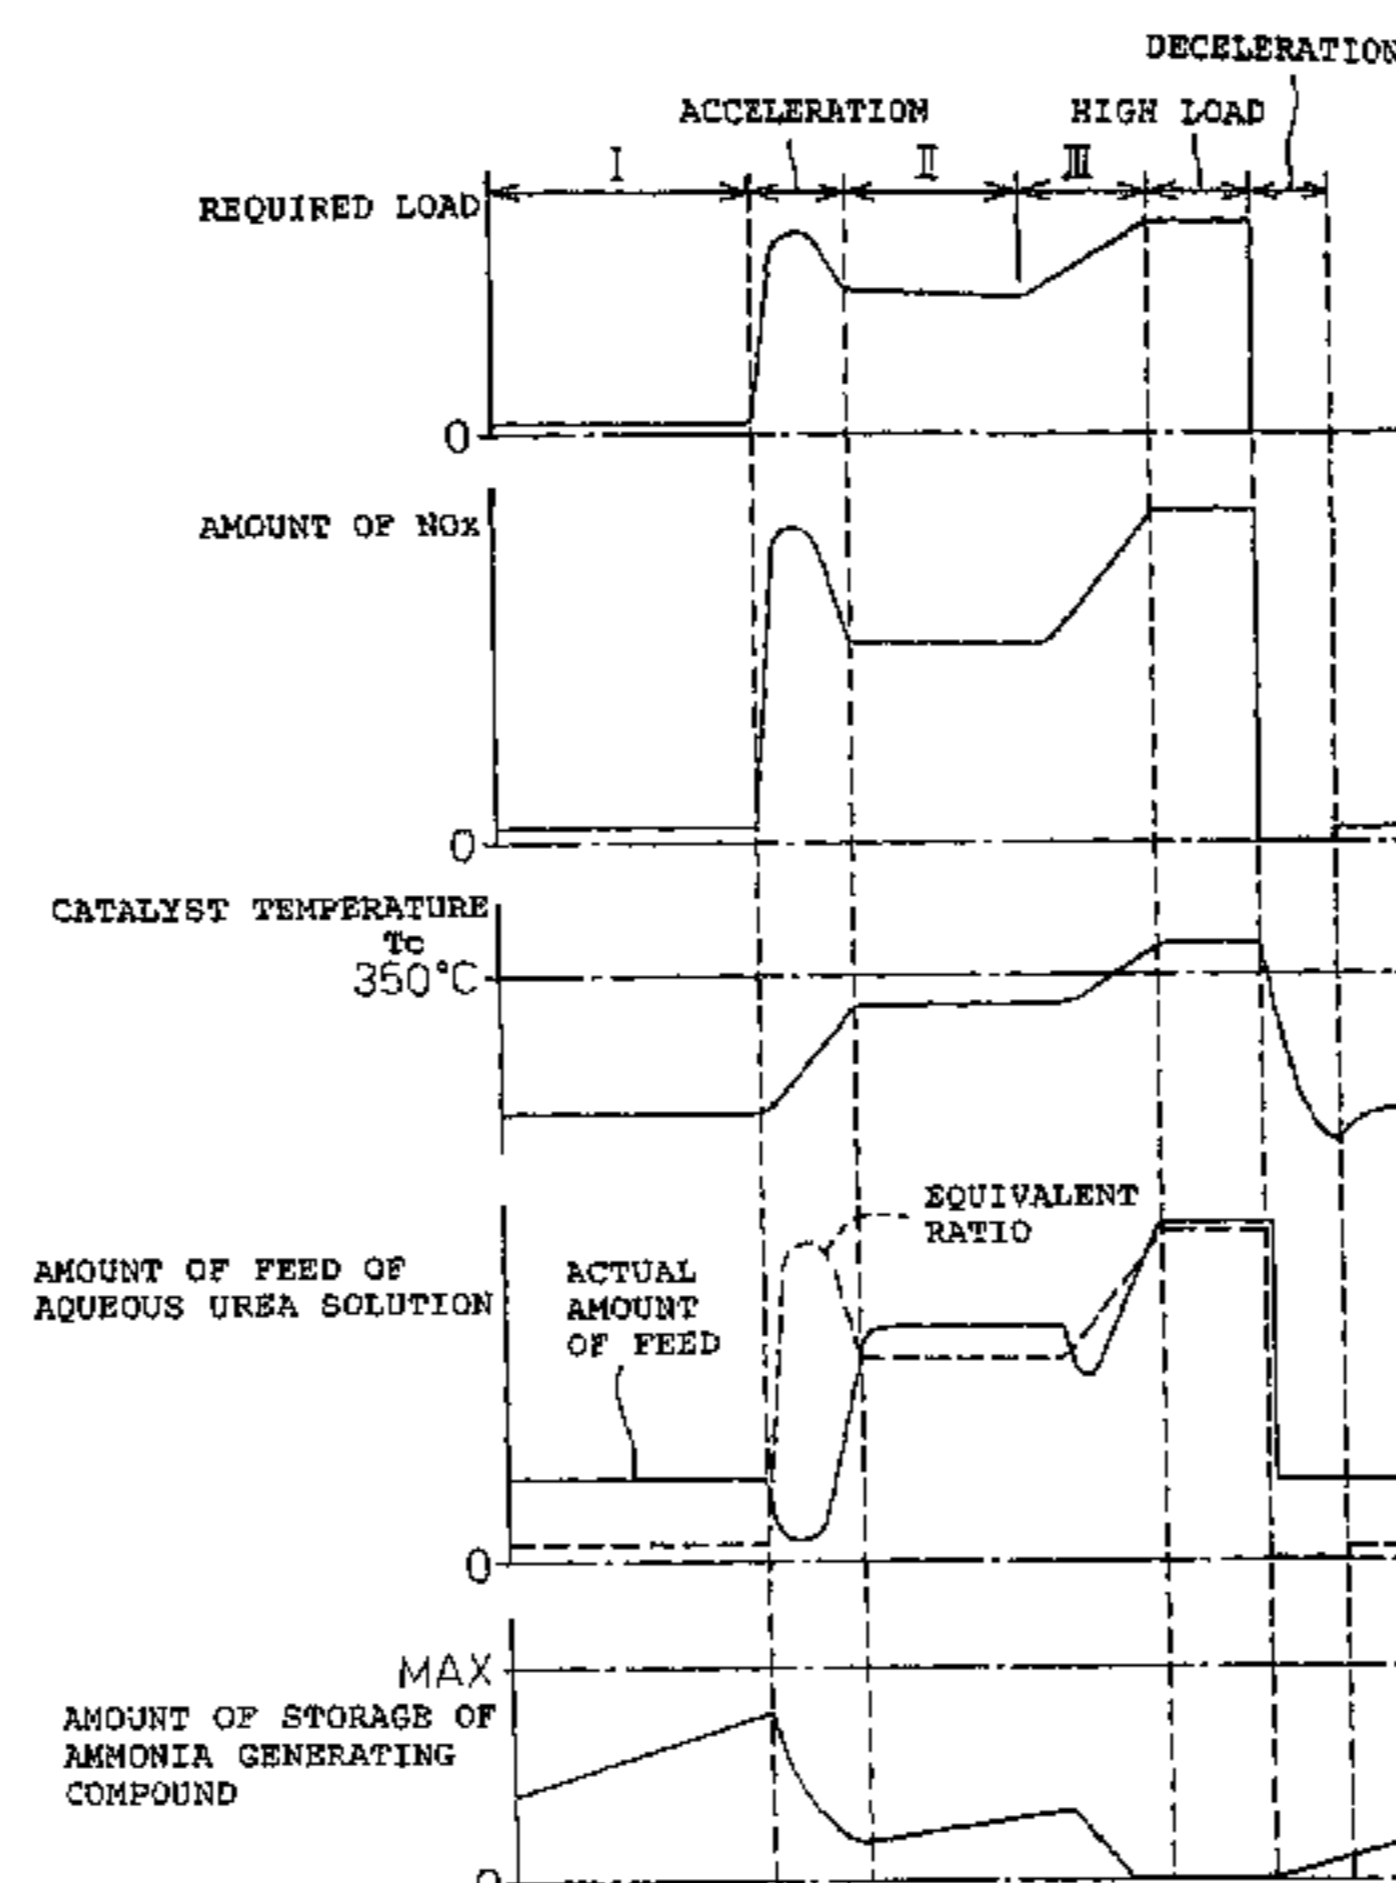 DECELERATION
ACCELERATION
HIGH LOAD
I
II
III
REQUIRED LOAD
0
AMOUNT OF NOx
0
CATALYST TEMPERATURE
Tc
350°C
EQUIVALENT
RATIO
AMOUNT OF FEED OF
AQUEOUS UREA SOLUTION
ACTUAL
AMOUNT
OF FEED
0
MAX
AMOUNT OF STORAGE OF
AMMONIA GENERATING
COMPOUND
0